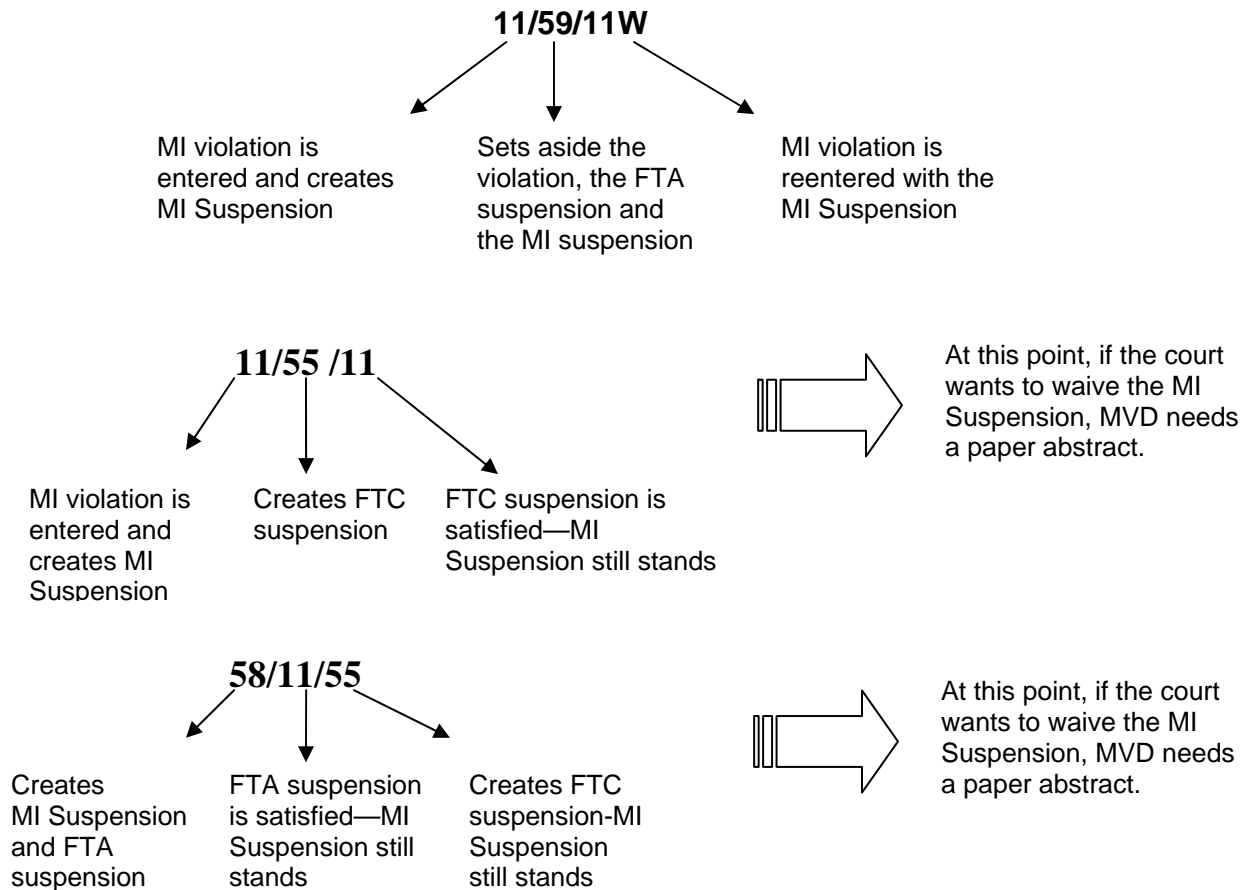 11/59/11W
MI violation is
entered and creates
MI Suspension
Sets aside the
violation, the FTA
suspension and
the MI suspension
MI violation is
reentered with the
MI Suspension
11/55 /11
At this point, if the court
wants to waive the MI
Suspension, MVD needs
a paper abstract.
MI violation is
entered and
creates MI
Suspension
Creates FTC
suspension
FTC suspension is
satisfied—MI
Suspension still stands
58/11/55
At this point, if the court
wants to waive the MI
Suspension, MVD needs
a paper abstract.
Creates
MI Suspension
and FTA
suspension
FTA suspension
is satisfied—MI
Suspension still
stands
Creates FTC
suspension-MI
Suspension
still stands